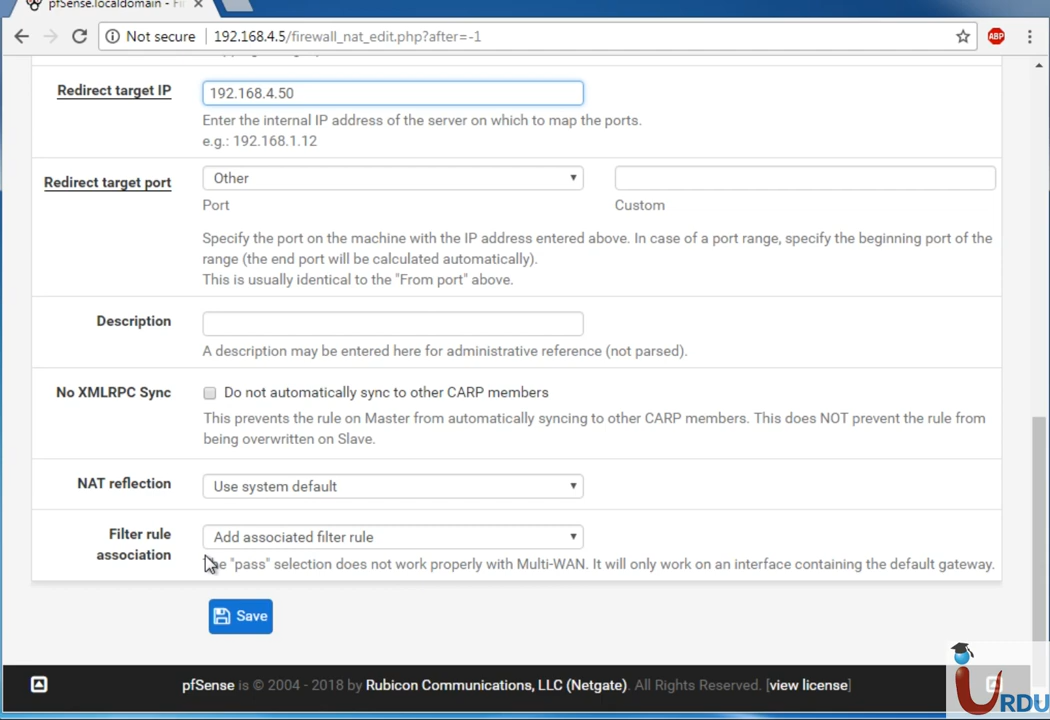 pfSense.localdomain - Fi
Not secure 192.168.4.5/firewall_nat_edit.php?after=-1
ABP
Redirect target IP
192.168.4.50
Enter the internal IP address of the server on which to map the ports.
e.g.: 192.168.1.12
Redirect target port
Other
Port
Custom
Specify the port on the machine with the IP address entered above. In case of a port range, specify the beginning port of the
range (the end port will be calculated automatically).
This is usually identical to the "From port" above.
Description
A description may be entered here for administrative reference (not parsed).
No XMLRPC Sync
Do not automatically sync to other CARP members
This prevents the rule on Master from automatically syncing to other CARP members. This does NOT prevent the rule from
being overwritten on Slave.
NAT reflection
Use system default
Filter rule
association
Add associated filter rule
"pass" selection does not work properly with Multi-WAN. It will only work on an interface containing the default gateway.
Save
pfSense is © 2004 - 2018 by Rubicon Communications, LLC (Netgate). All Rights Reserved. [view license]
URDU